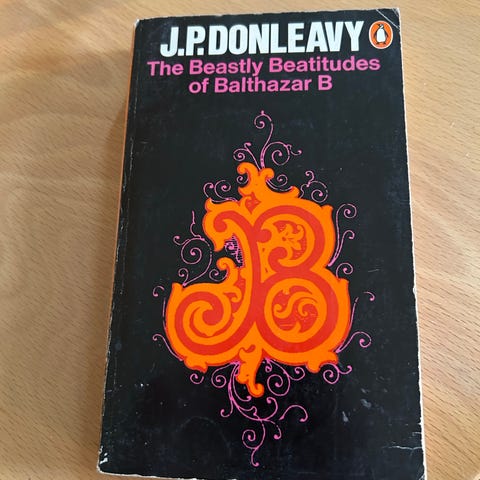 J.P. DONLEAVY
The Beastly Beatitudes
of Balthazar B
B